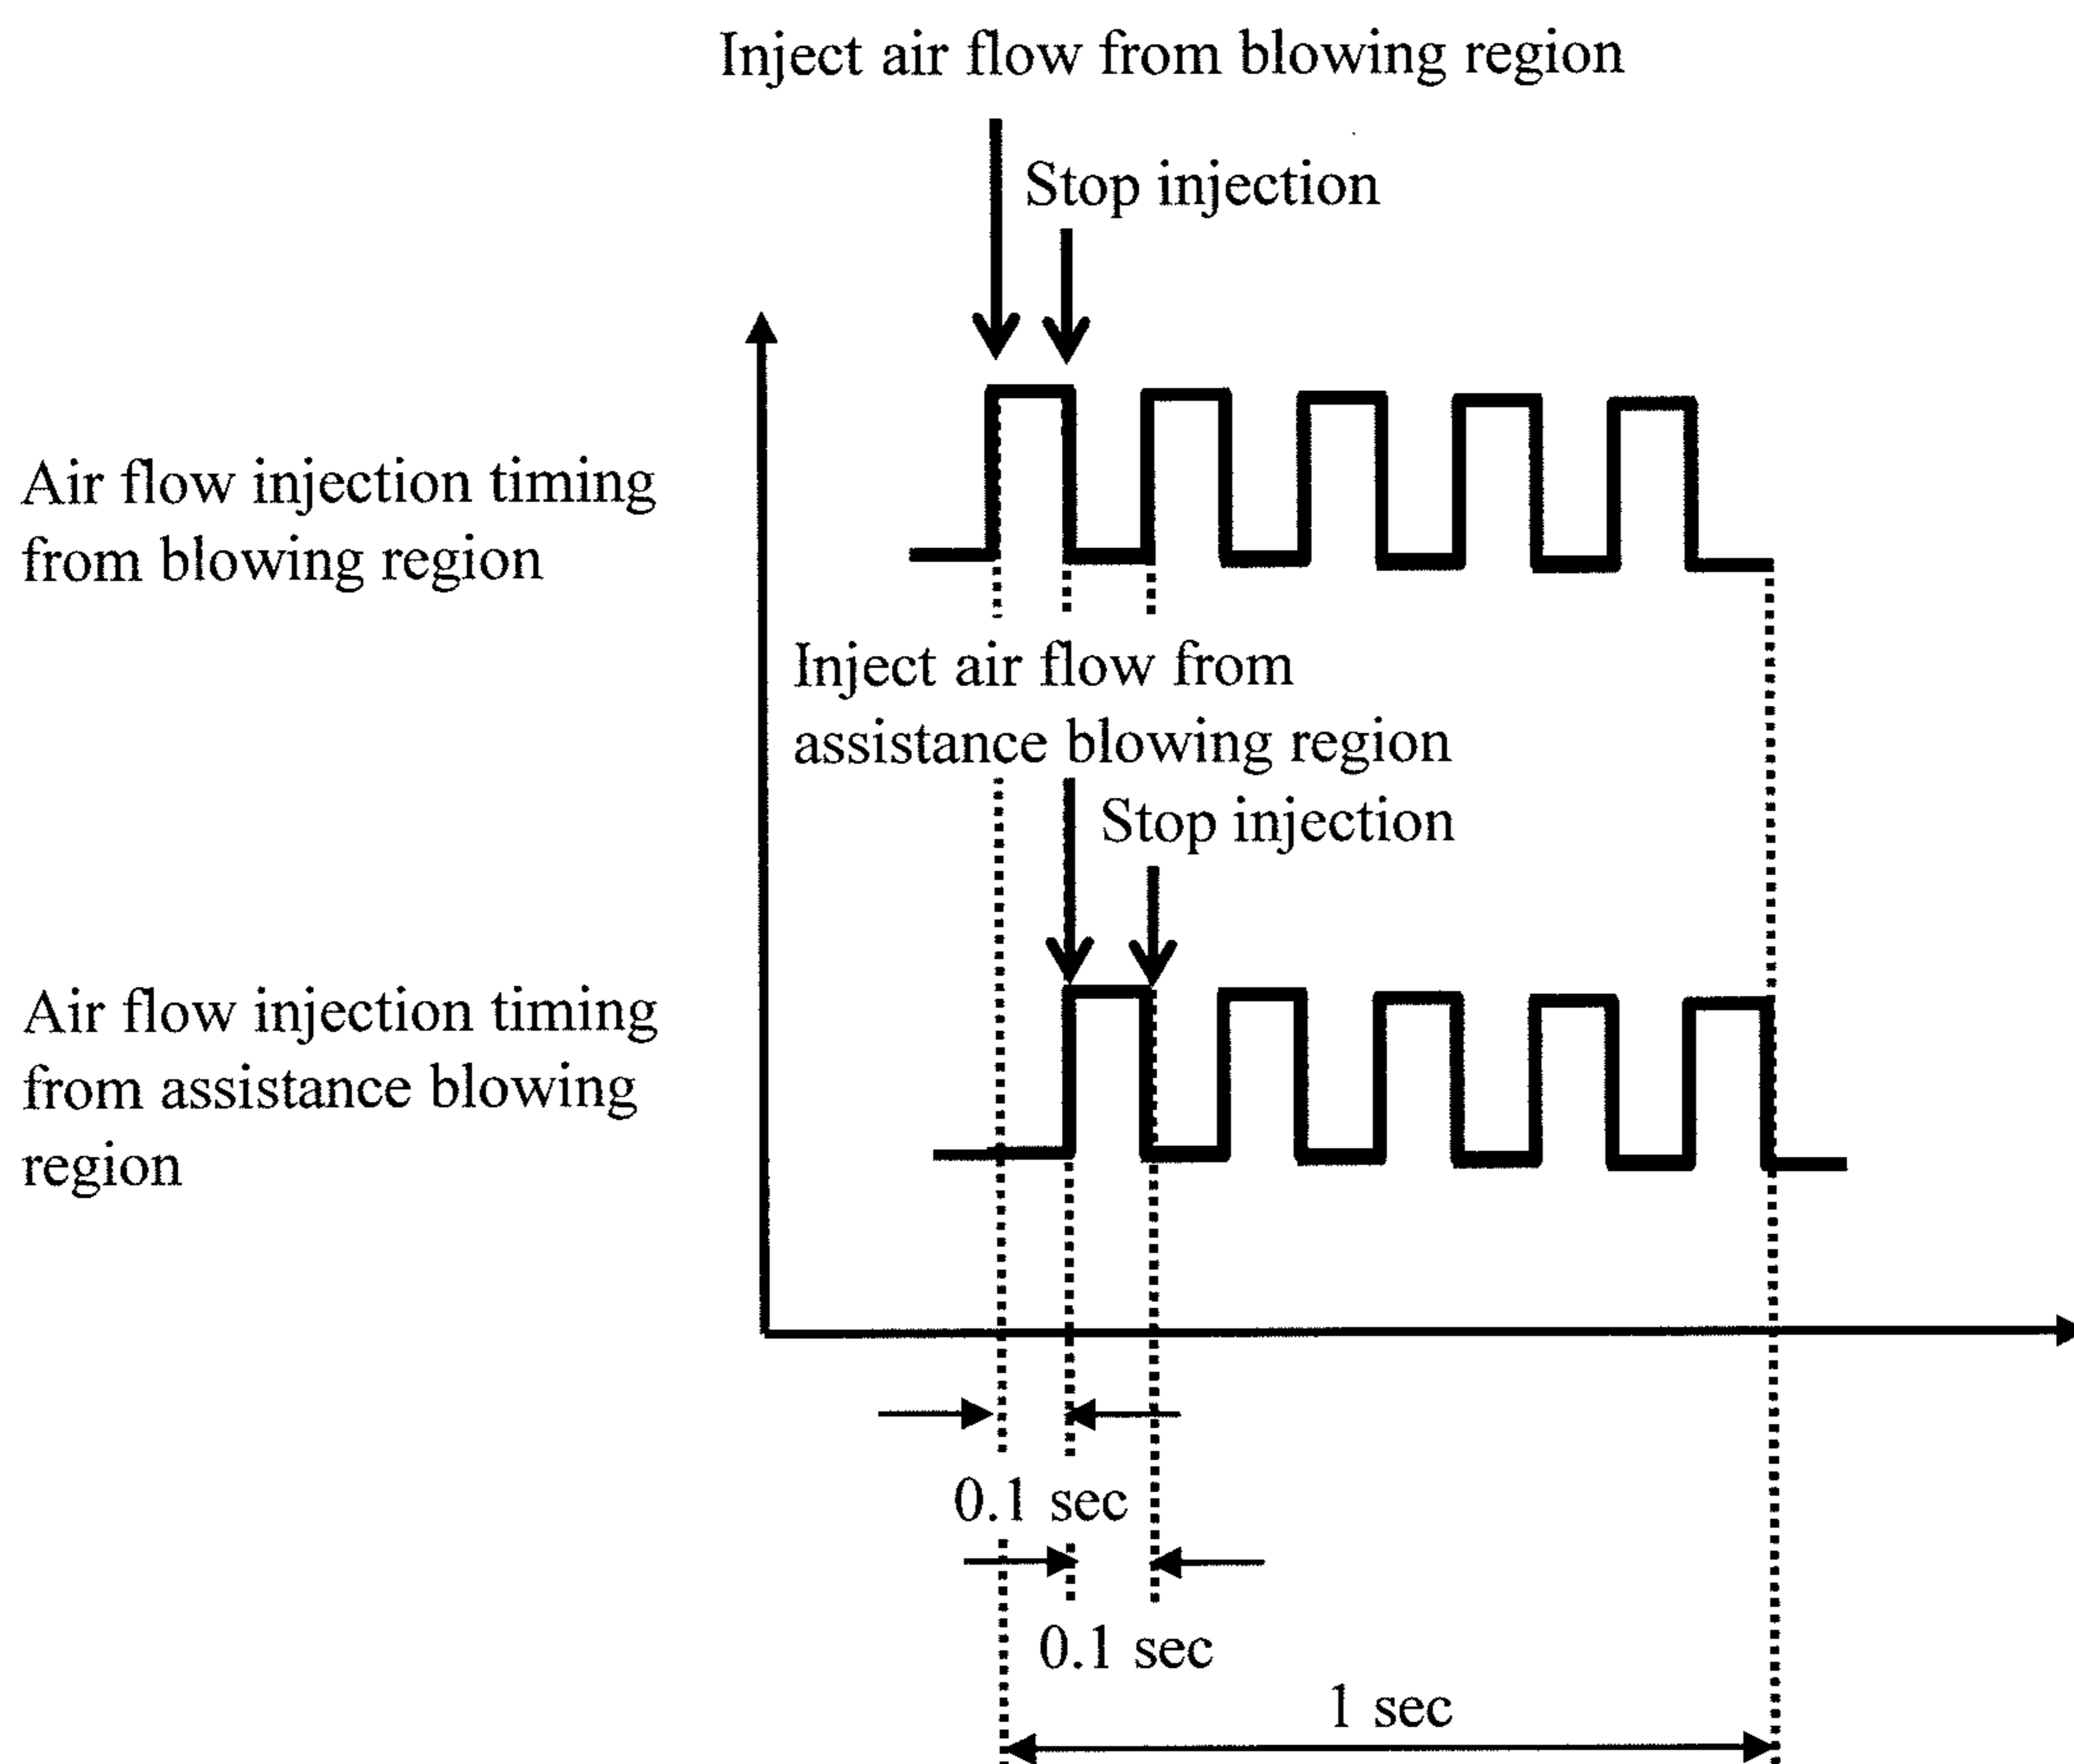 Inject air flow from blowing region
Stop injection
Air flow injection timing
from blowing region
Inject air flow from
assistance blowing region
Stop injection
Air flow injection timing
from assistance blowing
region
0.1 sec
0.1 sec
1 sec